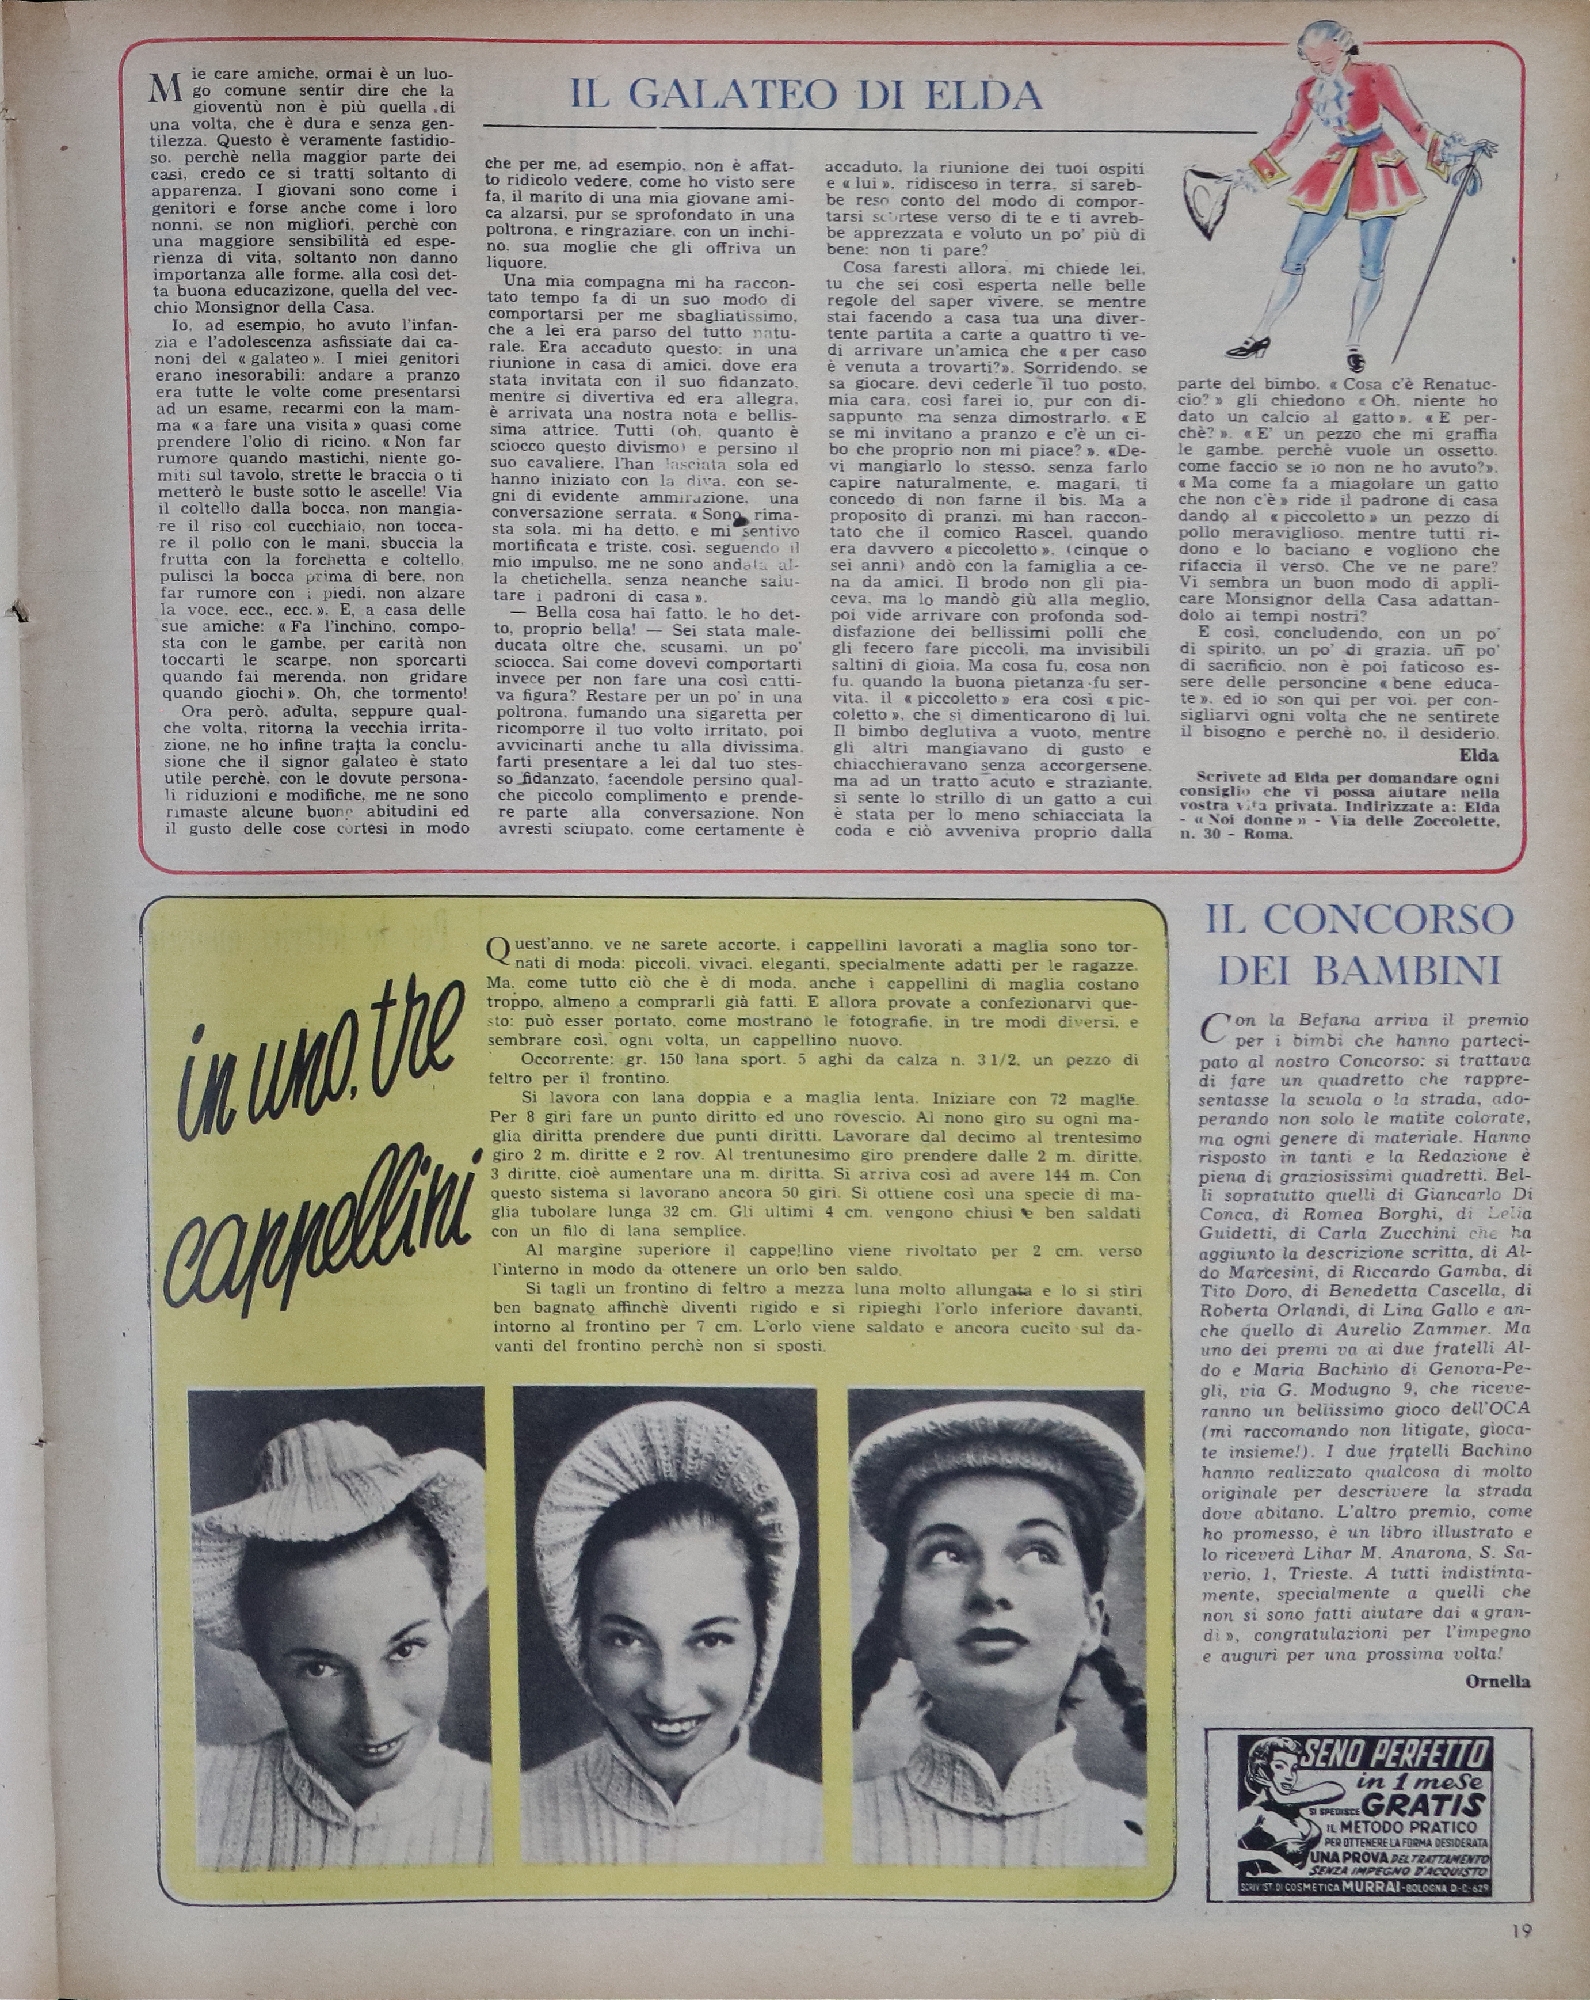 IL GALATEO DI ELDA
Mie care amiche, ormai è un luo-
go comune sentir dire che la
gioventù non è più quella di
una volta, che è dura e senza gen-
tilezza. Questo è veramente fastidio-
so, perchè nella maggior parte dei
casi, credo ce si tratti soltanto di
apparenza. I giovani sono come i
genitori e forse anche come i loro
nonni, se non migliori, perchè con
una maggiore sensibilità ed espe-
rienza di vita, soltanto non danno
importanza alle forme, alla così det-
ta buona educazizone, quella del vec-
chio Monsignor della Casa.
Io, ad esempio, ho avuto l'infan-
zia e l'adolescenza asfissiate dai ca-
noni del « galateo ». I miei genitori
erano inesorabili: andare a pranzo
era tutte le volte come presentarsi
ad un esame, recarmi con la mam-
ma « a fare una visita » quasi come
prendere l'olio di ricino. « Non far
rumore quando mastichi, niente go-
miti sul tavolo, strette le braccia o ti
metterò le buste sotto le ascelle! Via
il coltello dalla bocca, non mangia-
re il riso col cucchiaio, non tocca-
re il pollo con le mani, sbuccia la
frutta con la forchetta e coltello,
pulisci la bocca prima di bere, non
far rumore con i piedi, non alzare
la voce, ecc., ecc. ». E, a casa delle
sue amiche: « Fa l'inchino, compo-
sta con le gambe, per carità non
toccarti le scarpe, non sporcarti
quando fai merenda, non gridare
quando giochi ». Oh, che tormento!
Ora però, adulta, seppure qual-
che volta, ritorna la vecchia irrita-
zione, ne ho infine tratta la conclu-
sione che il signor galateo è stato
utile perchè, con le dovute persona-
li riduzioni e modifiche, me ne sono
rimaste alcune buone abitudini ed
il gusto delle cose cortesi in modo
che per me, ad esempio, non è affat-
to ridicolo vedere, come ho visto sere
fa, il marito di una mia giovane ami-
ca alzarsi, pur se sprofondato in una
poltrona, e ringraziare, con un inchi-
no, sua moglie che gli offriva un
liquore.
Una mia compagna mi ha raccon-
tato tempo fa di un suo modo di
comportarsi per me sbagliatissimo,
che a lei era parso del tutto natu-
rale. Era accaduto questo: in una
riunione in casa di amici, dove era
stata invitata con il suo fidanzato,
mentre si divertiva ed era allegra,
è arrivata una nostra nota e bellis-
sima attrice. Tutti (oh, quanto è
sciocco questo divismo) e persino il
suo cavaliere, l'han lasciata sola ed
hanno iniziato con la diva, con se-
gni di evidente ammirazione, una
conversazione serrata. « Sono rima-
sta sola, mi ha detto, e mi sentivo
mortificata e triste, così, seguendo il
mio impulso, me ne sono andata al-
la chetichella, senza neanche salu-
tare i padroni di casa ».
— Bella cosa hai fatto, le ho det-
to, proprio bella! — Sei stata male-
ducata oltre che, scusami, un po'
sciocca. Sai come dovevi comportarti
invece per non fare una così catti-
va figura? Restare per un po' in una
poltrona, fumando una sigaretta per
ricomporre il tuo volto irritato, poi
avvicinarti anche tu alla divissima,
farti presentare a lei dal tuo stes-
so fidanzato, facendole persino qual-
che piccolo complimento e prende-
re parte alla conversazione. Non
avresti sciupato, come certamente è
accaduto, la riunione dei tuoi ospiti
e « lui », ridisceso in terra, si sareb-
be reso conto del modo di compor-
tarsi scortese verso di te e ti avreb-
be apprezzata e voluto un po' più di
bene: non ti pare?
Cosa faresti allora, mi chiede lei,
tu che sei così esperta nelle belle
regole del saper vivere, se mentre
stai facendo a casa tua una diver-
tente partita a carte a quattro ti ve-
di arrivare un'amica che « per caso
è venuta a trovarti?». Sorridendo, se
sa giocare, devi cederle il tuo posto,
mia cara, così farei io, pur con di-
sappunto ma senza dimostrarlo. « E
se mi invitano a pranzo e c'è un ci-
bo che proprio non mi piace? ». «De-
vi mangiarlo lo stesso, senza farlo
capire naturalmente, e, magari, ti
concedo di non farne il bis. Ma a
proposito di pranzi, mi han raccon-
tato che il comico Rascel, quando
era davvero « piccoletto », (cinque o
sei anni) andò con la famiglia a ce-
na da amici. Il brodo non gli pia-
ceva, ma lo mandò giù alla meglio,
poi vide arrivare con profonda sod-
disfazione dei bellissimi polli che
gli fecero fare piccoli, ma invisibili
saltini di gioia. Ma cosa fu, cosa non
fu, quando la buona pietanza fu ser-
vita, il « piccoletto » era così « pic-
coletto », che si dimenticarono di lui.
Il bimbo deglutiva a vuoto, mentre
gli altri mangiavano di gusto e
chiacchieravano senza accorgersene,
ma ad un tratto acuto e straziante,
si sente lo strillo di un gatto a cui
è stata per lo meno schiacciata la
coda e ciò avveniva proprio dalla
parte del bimbo. « Cosa c'è Renatuc-
cio? » gli chiedono « Oh, niente ho
dato un calcio al gatto ». « E per-
chè? ». « E' un pezzo che mi graffia
le gambe, perchè vuole un ossetto,
come faccio se io non ne ho avuto?».
« Ma come fa a miagolare un gatto
che non c'è » ride il padrone di casa
dando al « piccoletto » un pezzo di
pollo meraviglioso, mentre tutti ri-
dono e lo baciano e vogliono che
rifaccia il verso. Che ve ne pare?
Vi sembra un buon modo di appli-
care Monsignor della Casa adattan-
dolo ai tempi nostri?
E così, concludendo, con un po'
di spirito, un po' di grazia, un po'
di sacrificio, non è poi faticoso es-
sere delle personcine « bene educa-
te », ed io son qui per voi, per con-
sigliarvi ogni volta che ne sentirete
il bisogno e perchè no, il desiderio.
Elda
Scrivete ad Elda per domandare ogni
consiglio che vi possa aiutare nella
vostra vita privata. Indirizzate a: Elda
- « Noi donne » - Via delle Zoccolette,
n. 30 - Roma.
in uno, tre
cappellini
Quest'anno, ve ne sarete accorte, i cappellini lavorati a maglia sono tor-
nati di moda: piccoli, vivaci, eleganti, specialmente adatti per le ragazze.
Ma, come tutto ciò che è di moda, anche i cappellini di maglia costano
troppo, almeno a comprarli già fatti. E allora provate a confezionarvi que-
sto: può esser portato, come mostrano le fotografie, in tre modi diversi, e
sembrare così, ogni volta, un cappellino nuovo.
Occorrente: gr. 150 lana sport, 5 aghi da calza n. 3 1/2, un pezzo di
feltro per il frontino.
Si lavora con lana doppia e a maglia lenta. Iniziare con 72 maglie.
Per 8 giri fare un punto diritto ed uno rovescio. Al nono giro su ogni ma-
glia diritta prendere due punti diritti. Lavorare dal decimo al trentesimo
giro 2 m. diritte e 2 rov. Al trentunesimo giro prendere dalle 2 m. diritte,
3 diritte, cioè aumentare una m. diritta. Si arriva così ad avere 144 m. Con
questo sistema si lavorano ancora 50 giri. Si ottiene così una specie di ma-
glia tubolare lunga 32 cm. Gli ultimi 4 cm. vengono chiusi e ben saldati
con un filo di lana semplice.
Al margine superiore il cappellino viene rivoltato per 2 cm. verso
l'interno in modo da ottenere un orlo ben saldo.
Si tagli un frontino di feltro a mezza luna molto allungata e lo si stiri
ben bagnato affinchè diventi rigido e si ripieghi l'orlo inferiore davanti,
intorno al frontino per 7 cm. L'orlo viene saldato e ancora cucito sul da-
vanti del frontino perchè non si sposti.
IL CONCORSO
DEI BAMBINI
Con la Befana arriva il premio
per i bimbi che hanno parteci-
pato al nostro Concorso: si trattava
di fare un quadretto che rappre-
sentasse la scuola o la strada, ado-
perando non solo le matite colorate,
ma ogni genere di materiale. Hanno
risposto in tanti e la Redazione è
piena di graziosissimi quadretti. Bel-
li sopratutto quelli di Giancarlo Di
Conca, di Romea Borghi, di Lelia
Guidetti, di Carla Zucchini che ha
aggiunto la descrizione scritta, di Al-
do Marcesini, di Riccardo Gamba, di
Tito Doro, di Benedetta Cascella, di
Roberta Orlandi, di Lina Gallo e an-
che quello di Aurelio Zammer. Ma
uno dei premi va ai due fratelli Al-
do e Maria Bachino di Genova-Pe-
gli, via G. Modugno 9, che riceve-
ranno un bellissimo gioco dell'OCA
(mi raccomando non litigate, gioca-
te insieme!). I due fratelli Bachino
hanno realizzato qualcosa di molto
originale per descrivere la strada
dove abitano. L'altro premio, come
ho promesso, è un libro illustrato e
lo riceverà Lihar M. Anarona, S. Sa-
verio, 1, Trieste. A tutti indistinta-
mente, specialmente a quelli che
non si sono fatti aiutare dai « gran-
di », congratulazioni per l'impegno
e auguri per una prossima volta!
Ornella
SENO PERFETTO
in 1 mese
SI SPEDISCE GRATIS
IL METODO PRATICO
PER OTTENERE LA FORMA DESIDERATA
UNA PROVA DEL TRATTAMENTO
SENZA IMPEGNO D'ACQUISTO
SCRIV. IST. DI COSMETICA MURRAI - BOLOGNA D-C-629
19